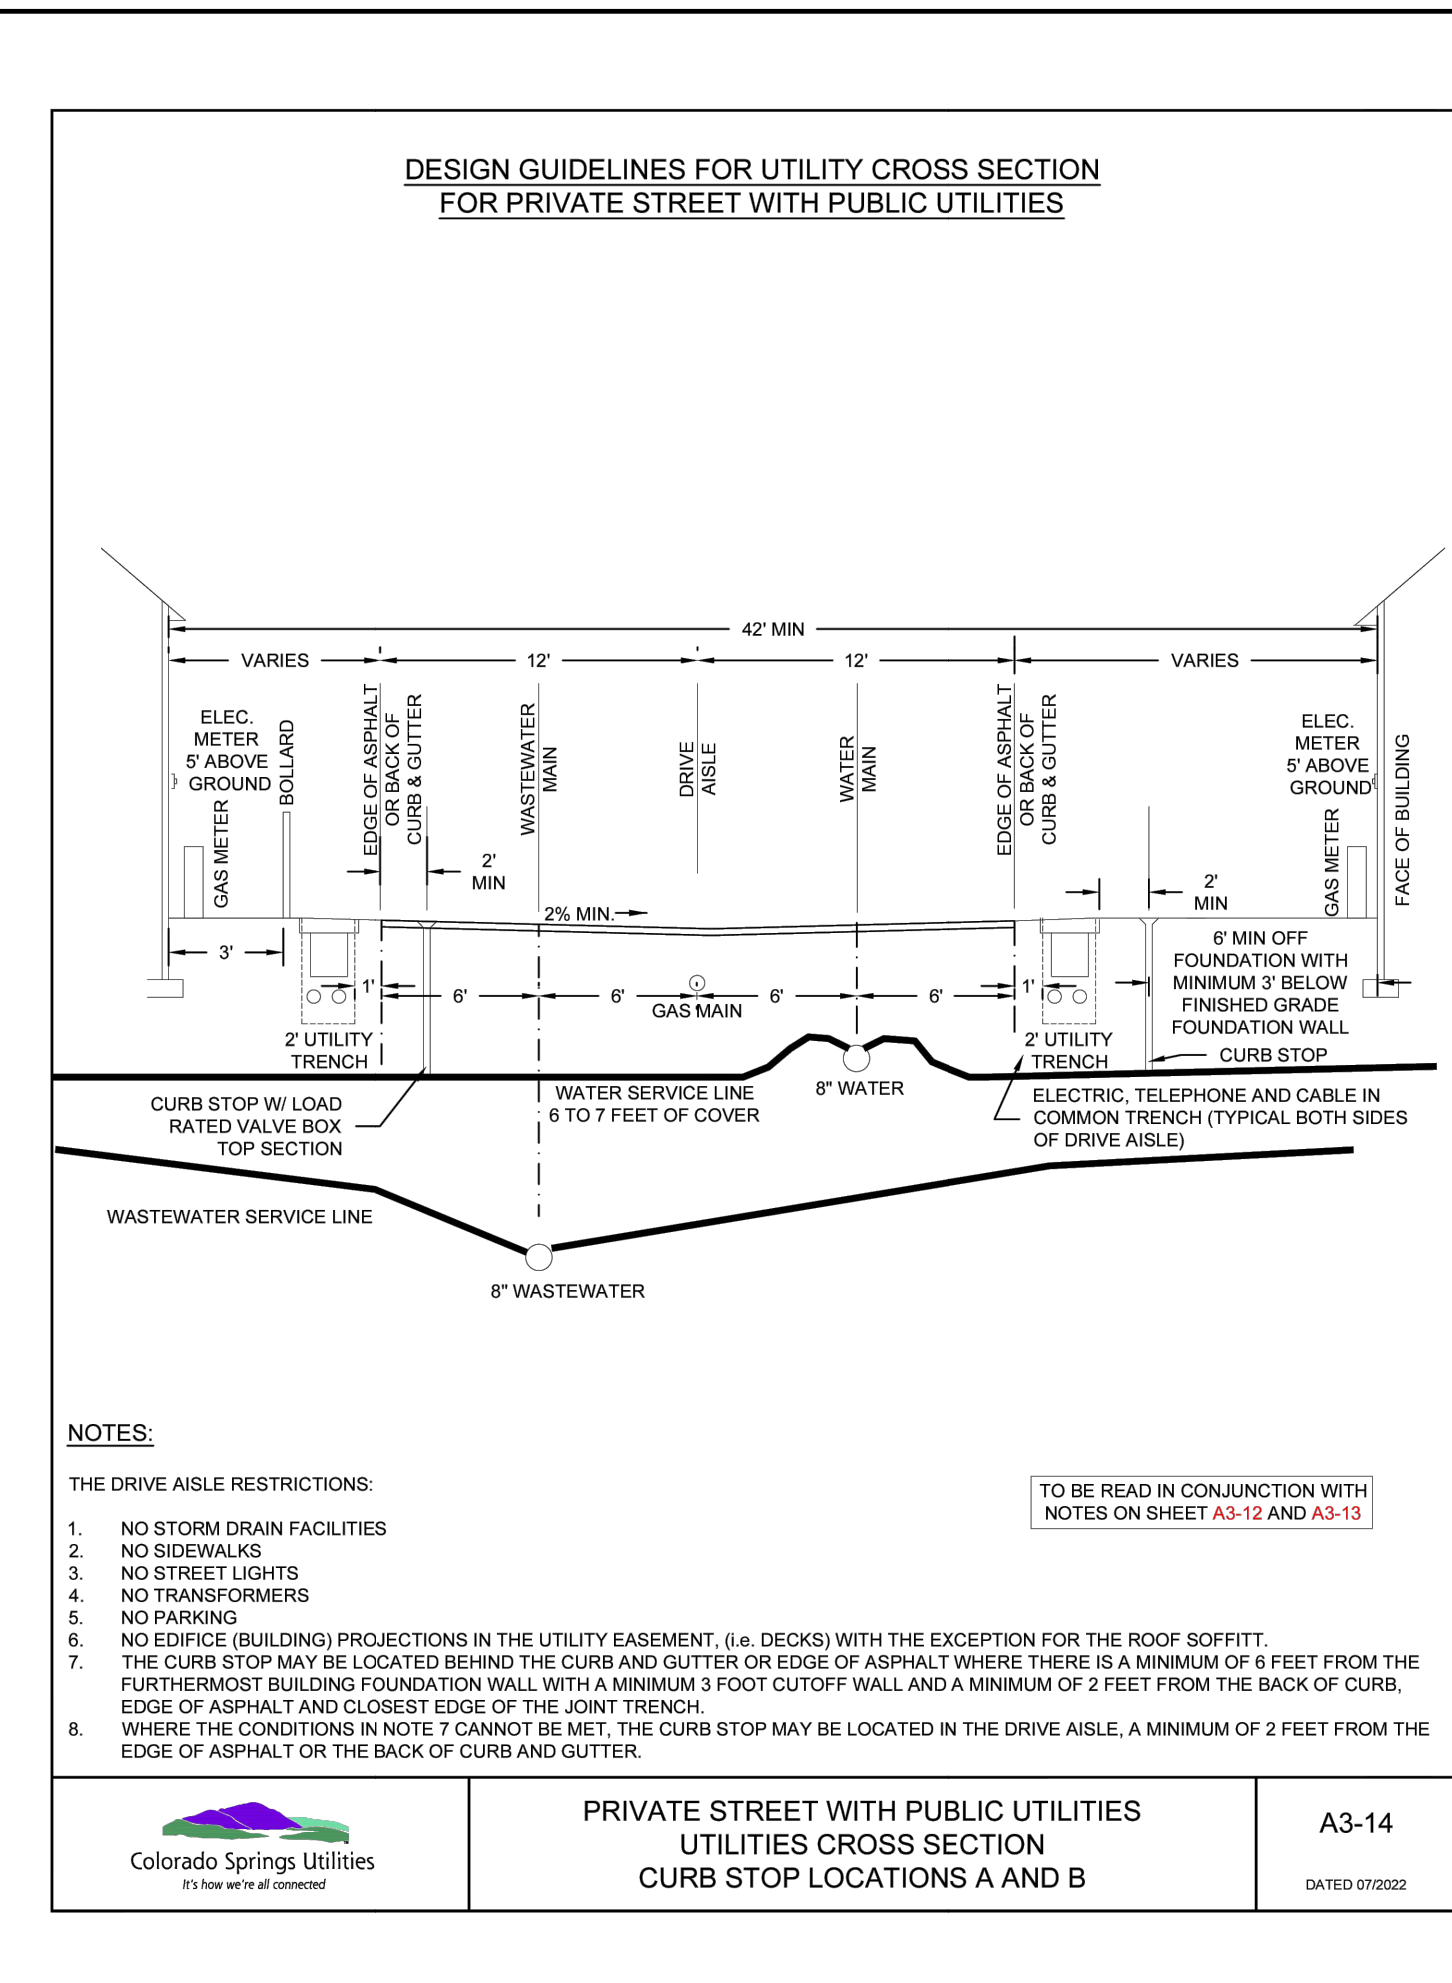 DESIGN GUIDELINES FOR UTILITY CROSS SECTION
FOR PRIVATE STREET WITH PUBLIC UTILITIES
42' MIN
VARIES
12'
12'
VARIES
ELEC.
METER
5' ABOVE
GROUND
GAS METER
BOLLARD
EDGE OF ASPHALT
OR BACK OF
CURB & GUTTER
WASTEWATER
MAIN
DRIVE
AISLE
WATER
MAIN
EDGE OF ASPHALT
OR BACK OF
CURB & GUTTER
ELEC.
METER
5' ABOVE
GROUND
GAS METER
FACE OF BUILDING
2'
MIN
2'
MIN
2% MIN.
3'
1'
6'
6'
6'
6'
1'
GAS MAIN
6' MIN OFF
FOUNDATION WITH
MINIMUM 3' BELOW
FINISHED GRADE
FOUNDATION WALL
2' UTILITY
TRENCH
2' UTILITY
TRENCH
CURB STOP
8" WATER
WATER SERVICE LINE
6 TO 7 FEET OF COVER
CURB STOP W/ LOAD
RATED VALVE BOX
TOP SECTION
ELECTRIC, TELEPHONE AND CABLE IN
COMMON TRENCH (TYPICAL BOTH SIDES
OF DRIVE AISLE)
WASTEWATER SERVICE LINE
8" WASTEWATER
NOTES:
THE DRIVE AISLE RESTRICTIONS:
TO BE READ IN CONJUNCTION WITH
NOTES ON SHEET A3-12 AND A3-13
1. NO STORM DRAIN FACILITIES
2. NO SIDEWALKS
3. NO STREET LIGHTS
4. NO TRANSFORMERS
5. NO PARKING
6. NO EDIFICE (BUILDING) PROJECTIONS IN THE UTILITY EASEMENT, (i.e. DECKS) WITH THE EXCEPTION FOR THE ROOF SOFFITT.
7. THE CURB STOP MAY BE LOCATED BEHIND THE CURB AND GUTTER OR EDGE OF ASPHALT WHERE THERE IS A MINIMUM OF 6 FEET FROM THE
FURTHERMOST BUILDING FOUNDATION WALL WITH A MINIMUM 3 FOOT CUTOFF WALL AND A MINIMUM OF 2 FEET FROM THE BACK OF CURB,
EDGE OF ASPHALT AND CLOSEST EDGE OF THE JOINT TRENCH.
8. WHERE THE CONDITIONS IN NOTE 7 CANNOT BE MET, THE CURB STOP MAY BE LOCATED IN THE DRIVE AISLE, A MINIMUM OF 2 FEET FROM THE
EDGE OF ASPHALT OR THE BACK OF CURB AND GUTTER.
Colorado Springs Utilities
It's how we're all connected
PRIVATE STREET WITH PUBLIC UTILITIES
UTILITIES CROSS SECTION
CURB STOP LOCATIONS A AND B
A3-14
DATED 07/2022